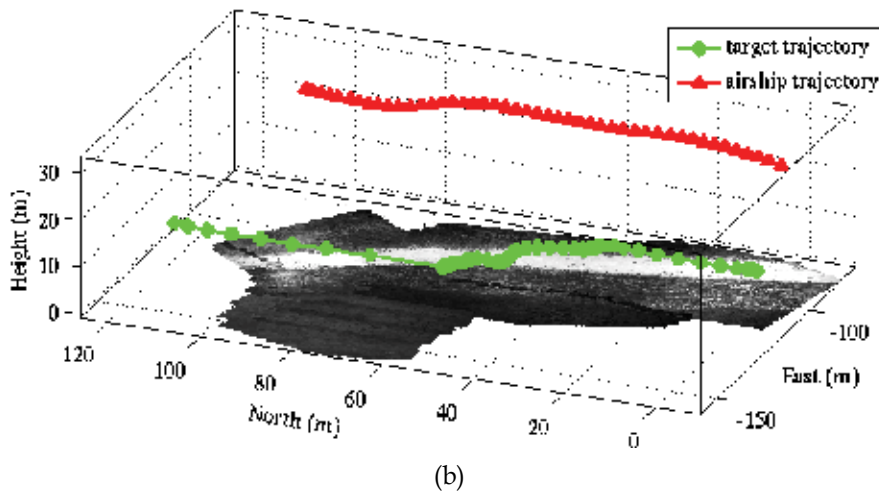 target trajectory
airship trajectory
Height (m)
30
20
10
0
120
100
80
60
40
20
0
North (m)
-100
-150
East (m)
(b)